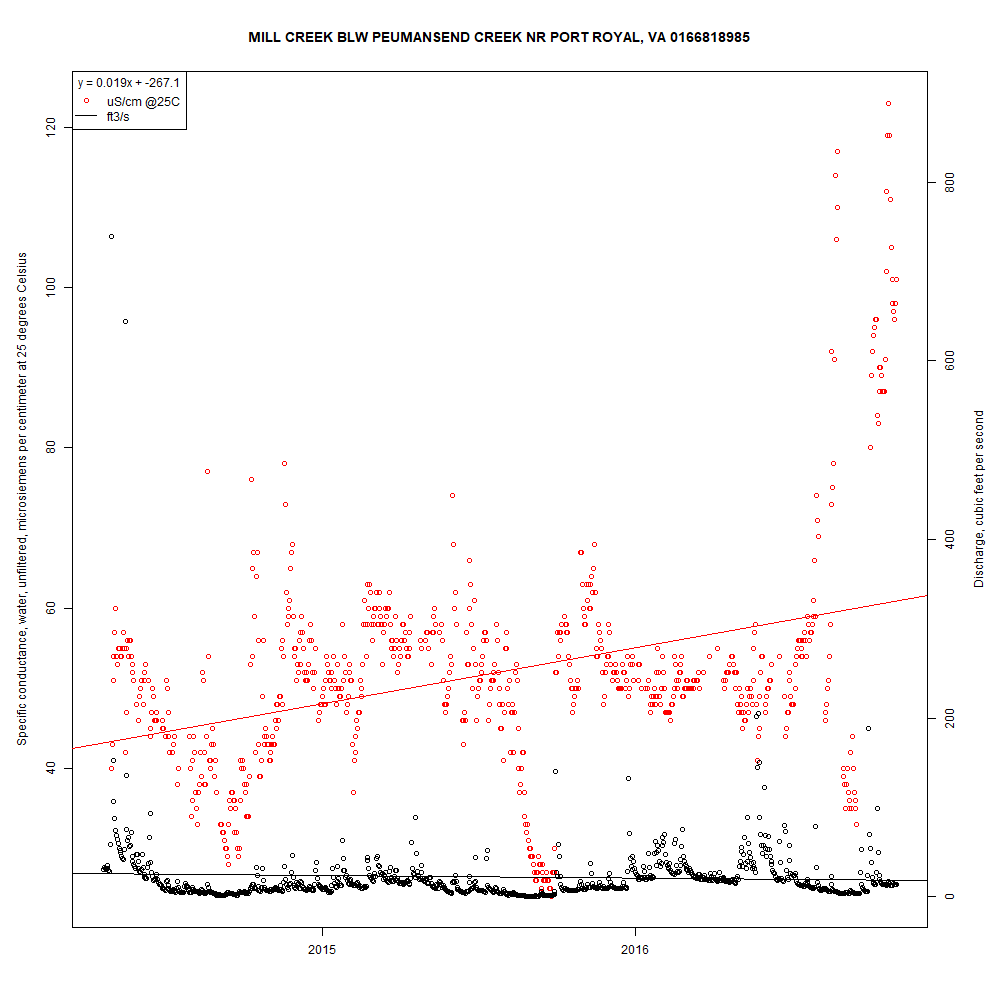 MILL CREEK BLW PEUMANSEND CREEK NR PORT ROYAL, VA 0166818985
y = 0.019x + -267.1
uS/cm @25C
ft3/s
Specific conductance, water, unfiltered, microsiemens per centimeter at 25 degrees Celsius
120
100
80
60
40
800
600
400
200
0
Discharge, cubic feet per second
2015
2016